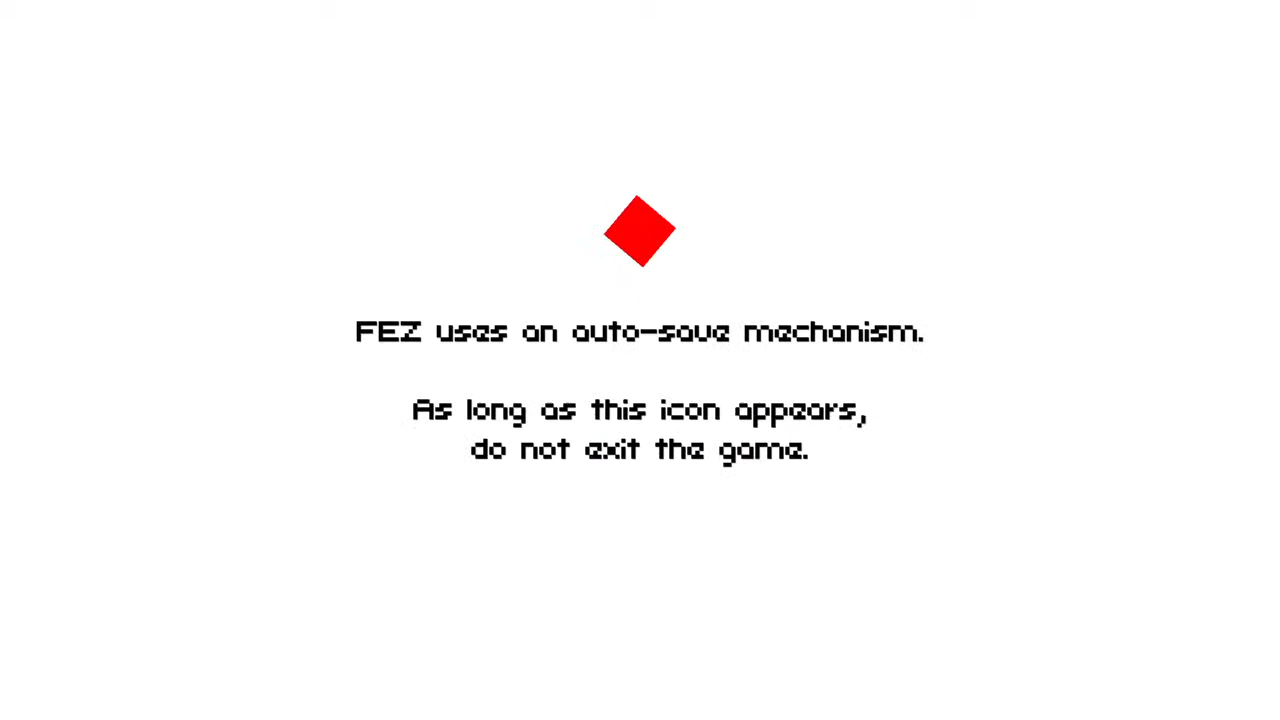 FEZ uses an auto-save mechanism.
As long as this icon appears,
do not exit the game.